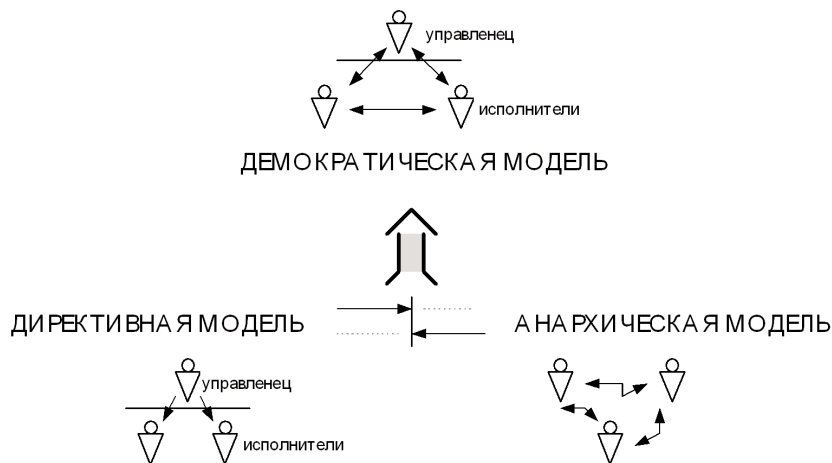 управленец
исполнители
ДЕМОКРАТИЧЕСКАЯ МОДЕЛЬ
ДИРЕКТИВНАЯ МОДЕЛЬ
АНАРХИЧЕСКАЯ МОДЕЛЬ
управленец
исполнители